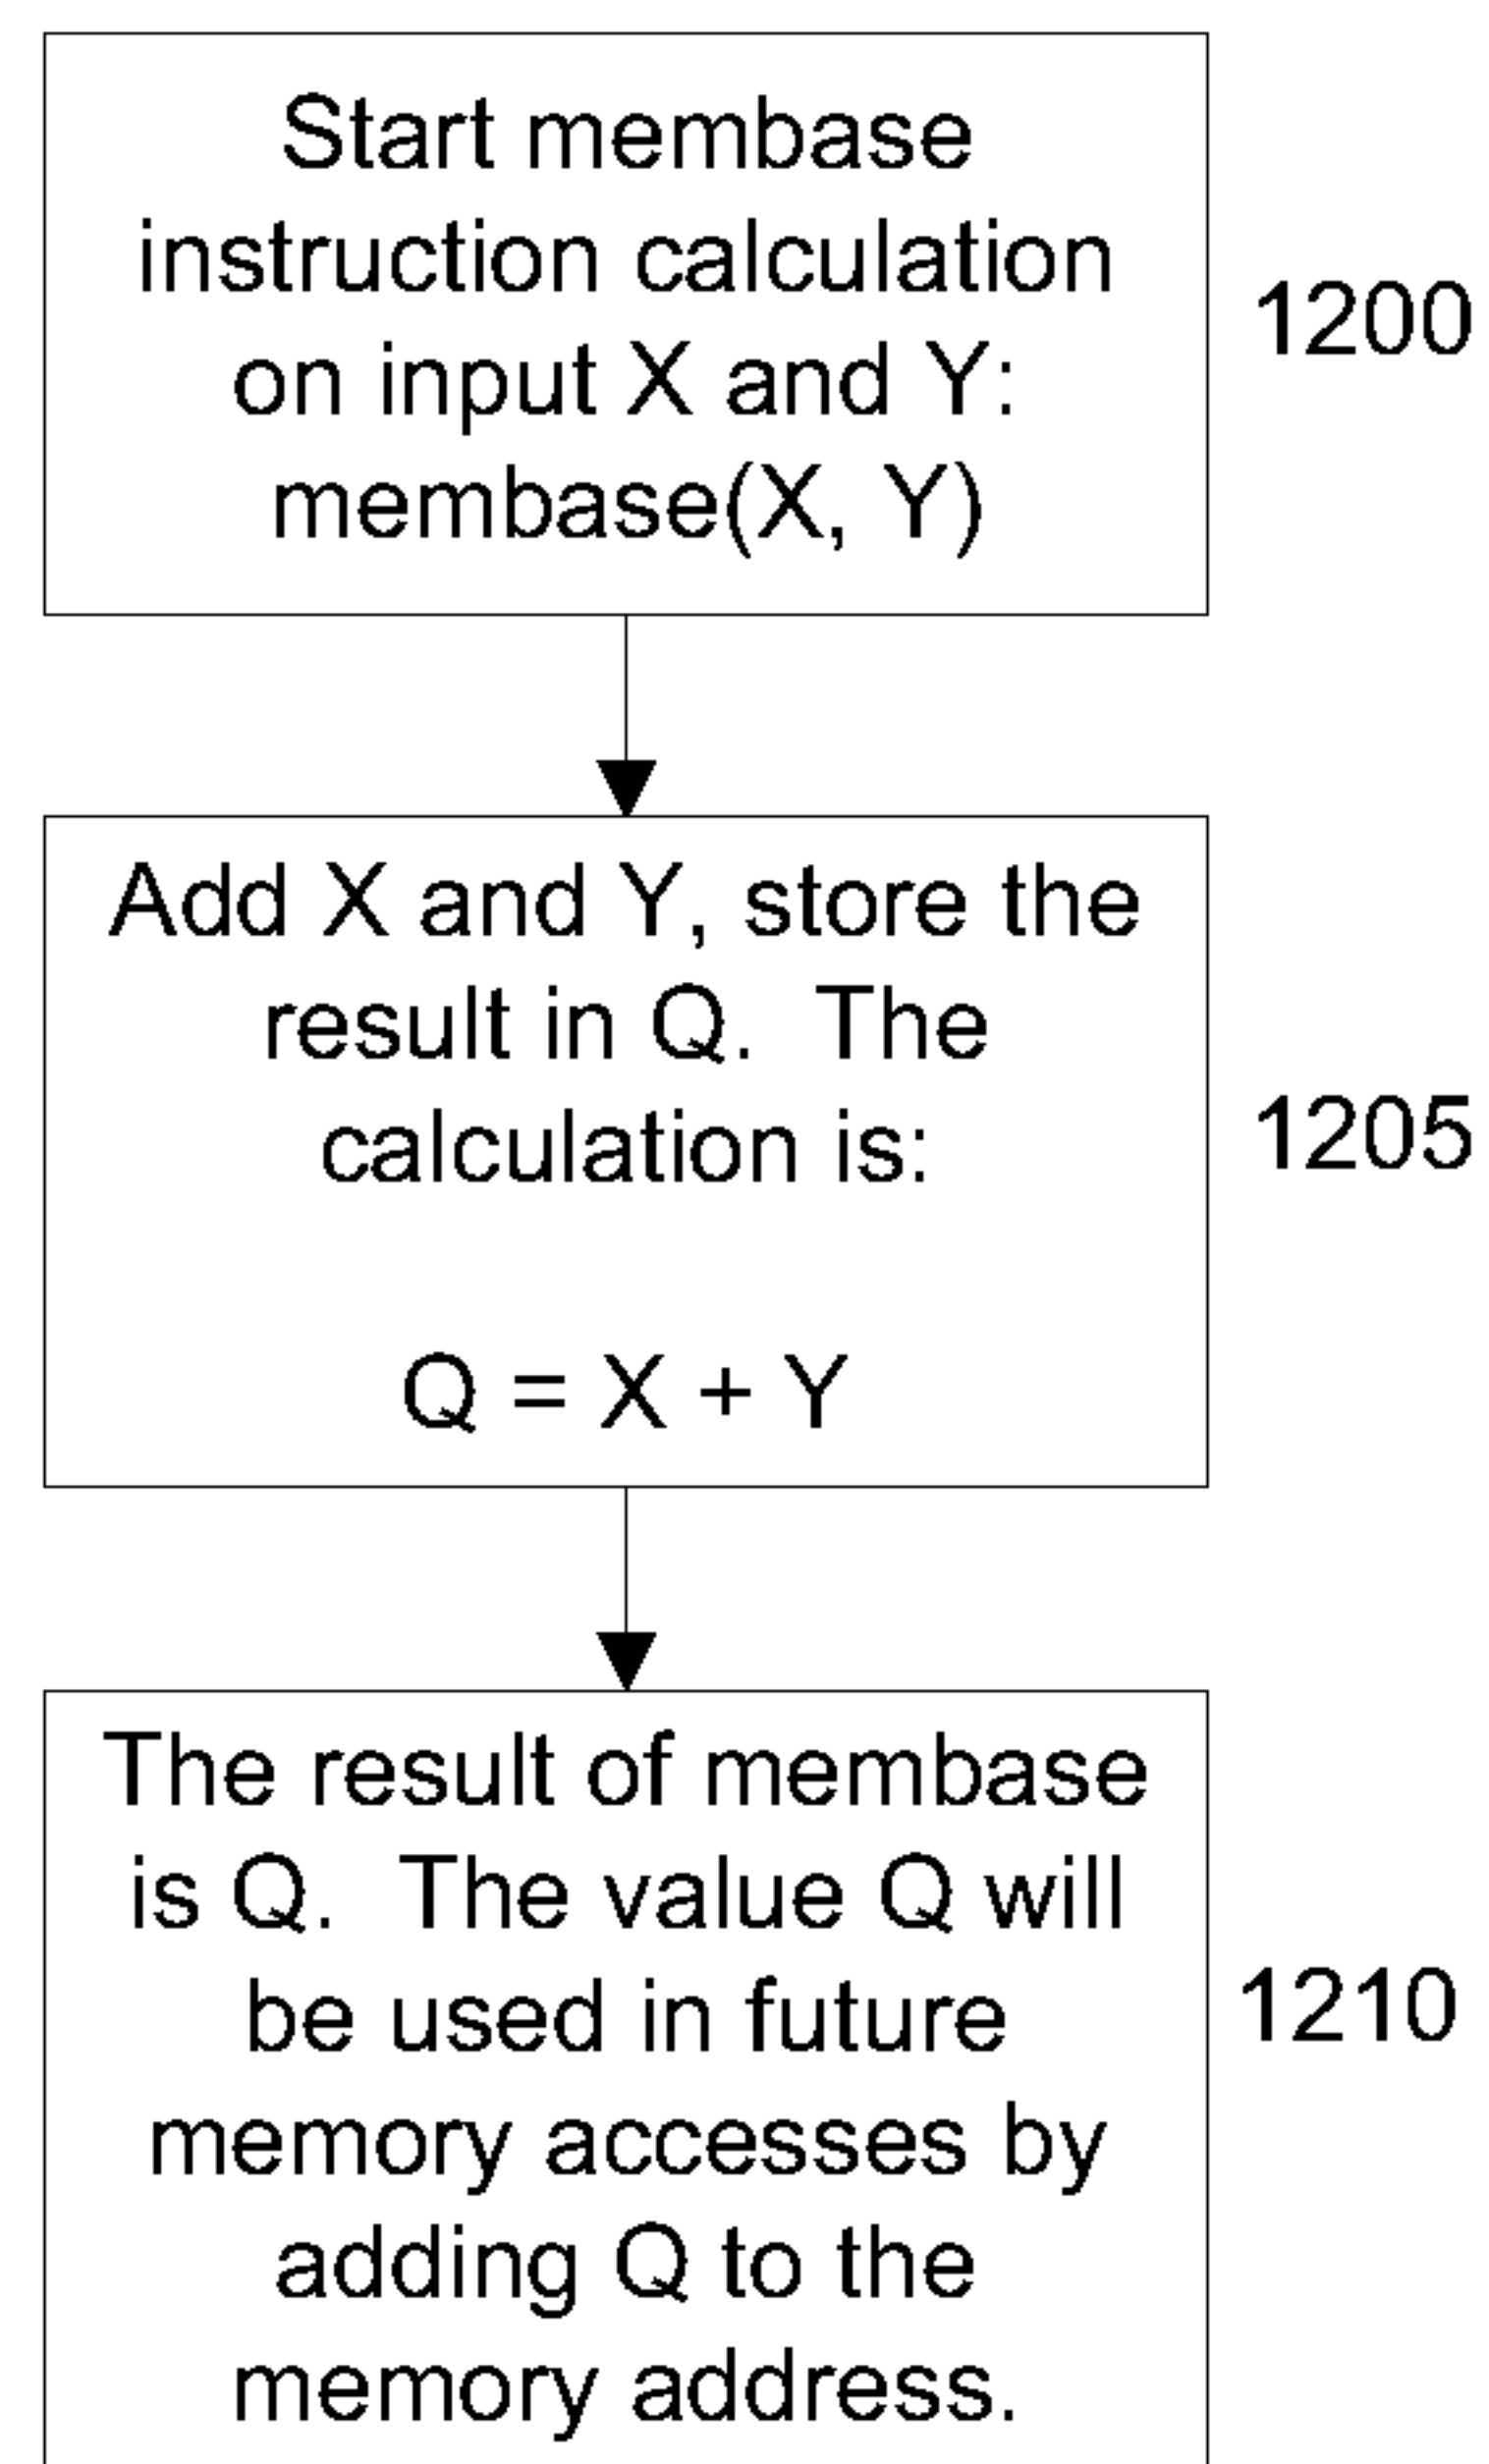 Start membase
instruction calculation
on input X and Y:
membase(X, Y)
1200
Add X and Y, store the
result in Q. The
calculation is:
Q = X + Y
1205
The result of membase
is Q. The value Q will
be used in future
memory accesses by
adding Q to the
memory address.
1210